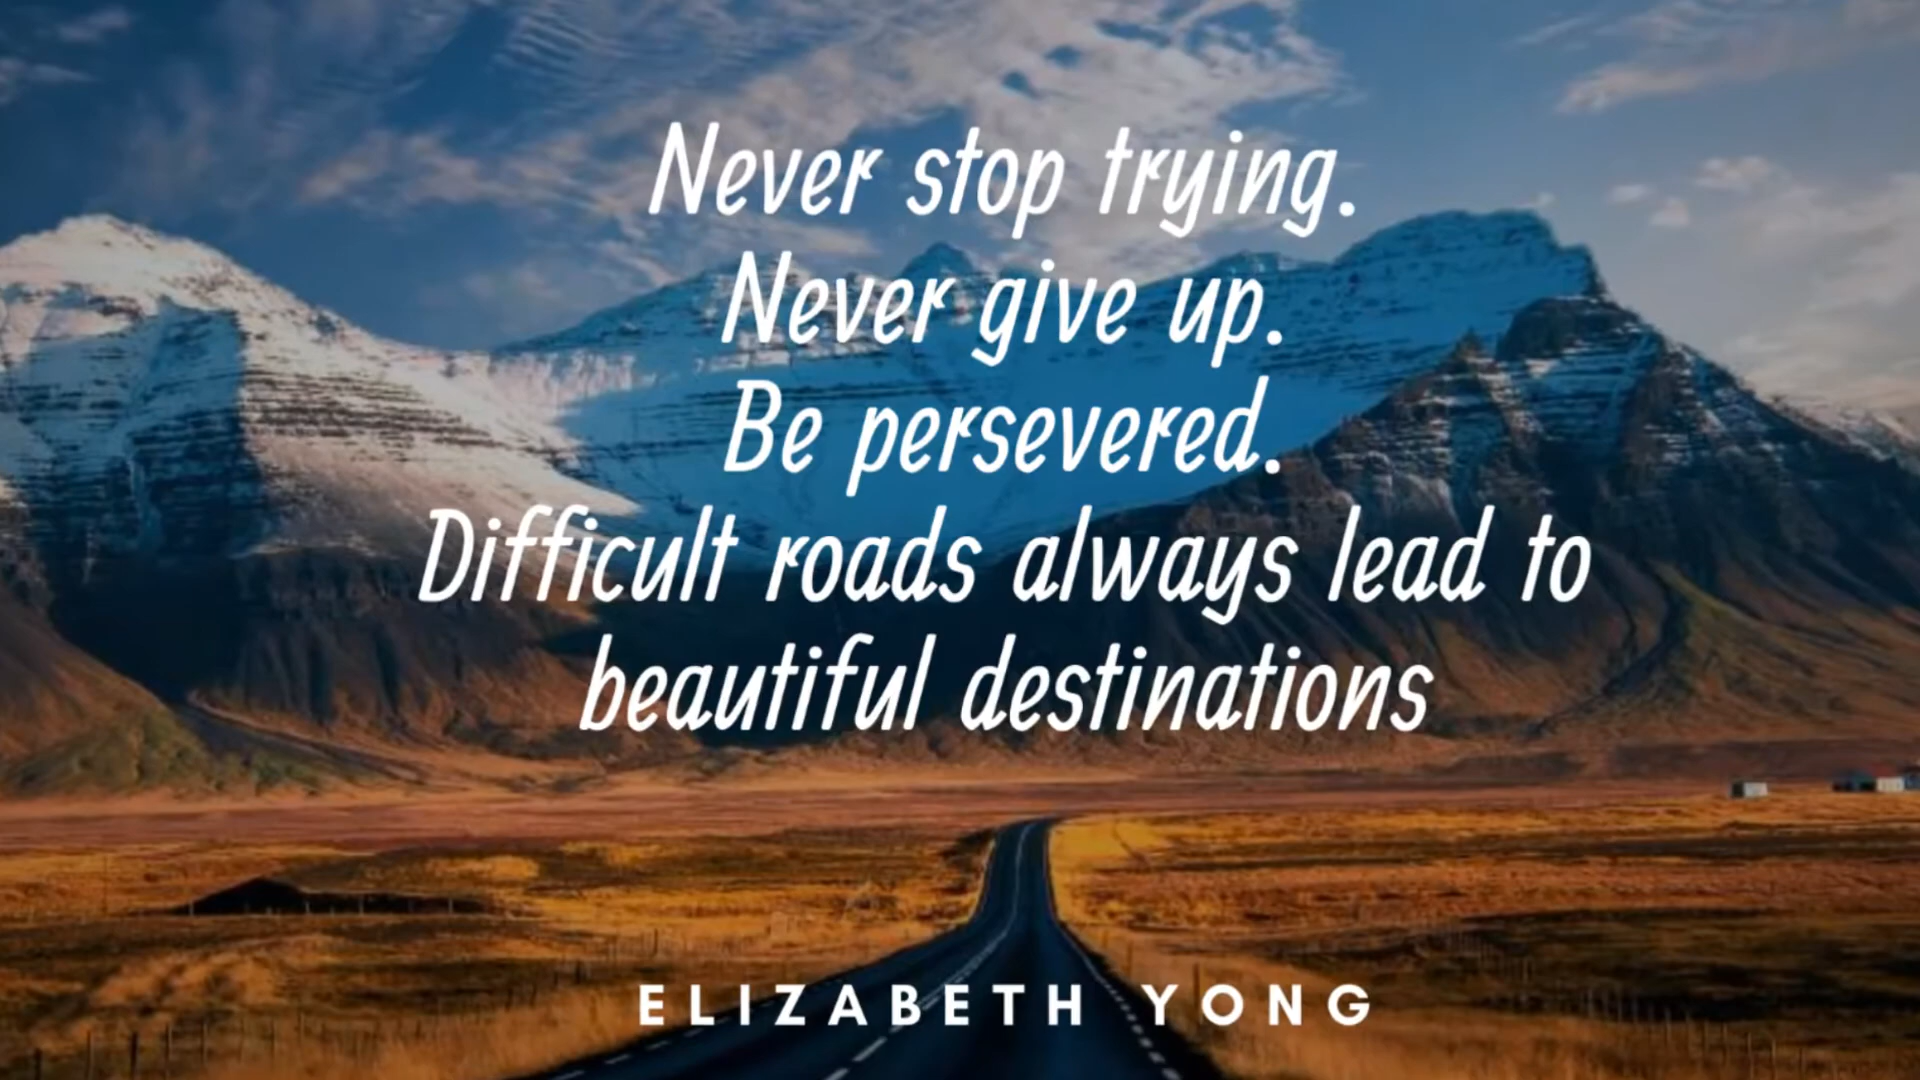 Never stop trying.
Never give up.
Be persevered.
Difficult roads always lead to
beautiful destinations
ELIZABETH YONG